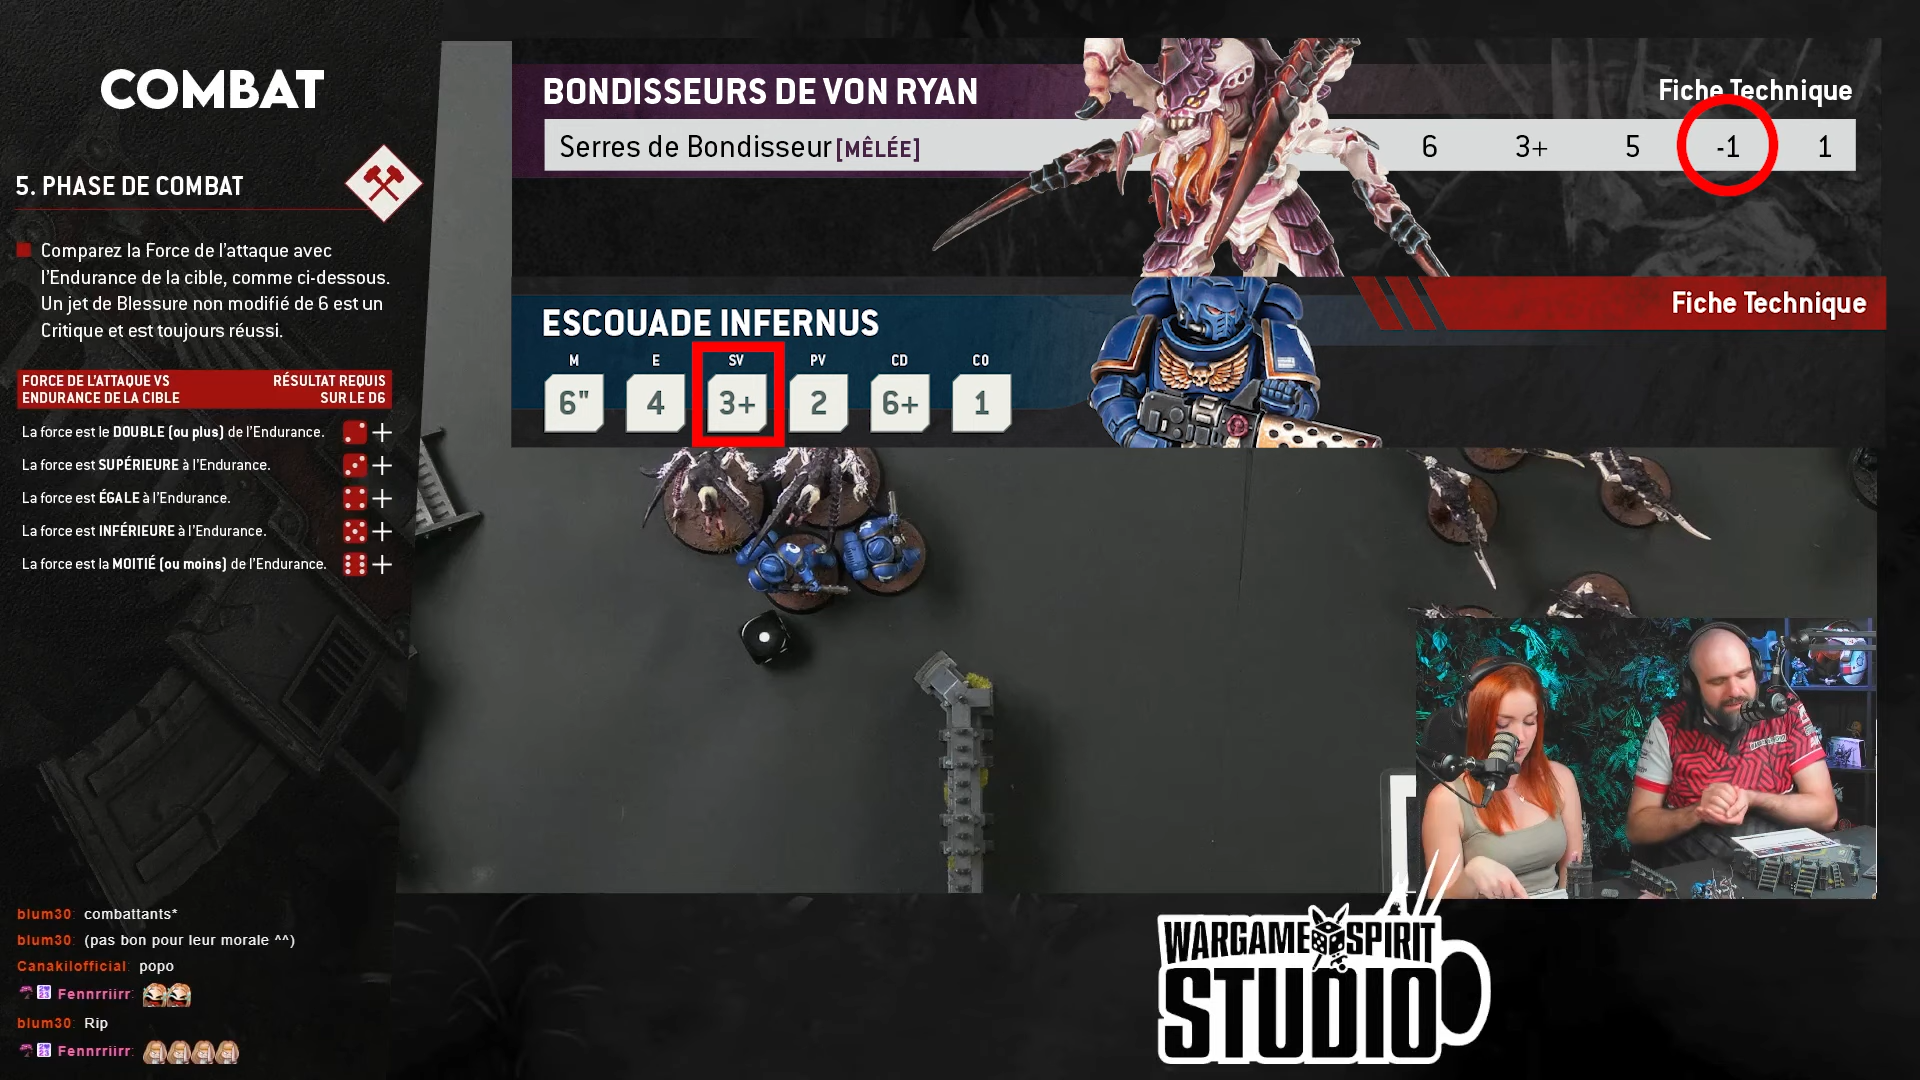 COMBAT
5. PHASE DE COMBAT
Comparez la Force de l'attaque avec
l'Endurance de la cible, comme ci-dessous.
Un jet de Blessure non modifié de 6 est un
Critique et est toujours réussi.
FORCE DE L'ATTAQUE VS
ENDURANCE DE LA CIBLE
RÉSULTAT REQUIS
SUR LE D6
La force est le DOUBLE (ou plus) de l'Endurance. +
La force est SUPÉRIEURE à l'Endurance. +
La force est ÉGALE à l'Endurance. +
La force est INFÉRIEURE à l'Endurance. +
La force est la MOITIÉ (ou moins) de l'Endurance. +
BONDISSEURS DE VON RYAN
Fiche Technique
Serres de Bondisseur [MÊLÉE] 6 3+ 5 -1 1
Fiche Technique
ESCOUADE INFERNUS
M E SV PV CD CO
6" 4 3+ 2 6+ 1
blum30: combattants*
blum30: (pas bon pour leur morale ^^)
Canakilofficial: popo
Fennrriirr:
blum30: Rip
Fennrriirr:
WARGAME SPIRIT
STUDIO